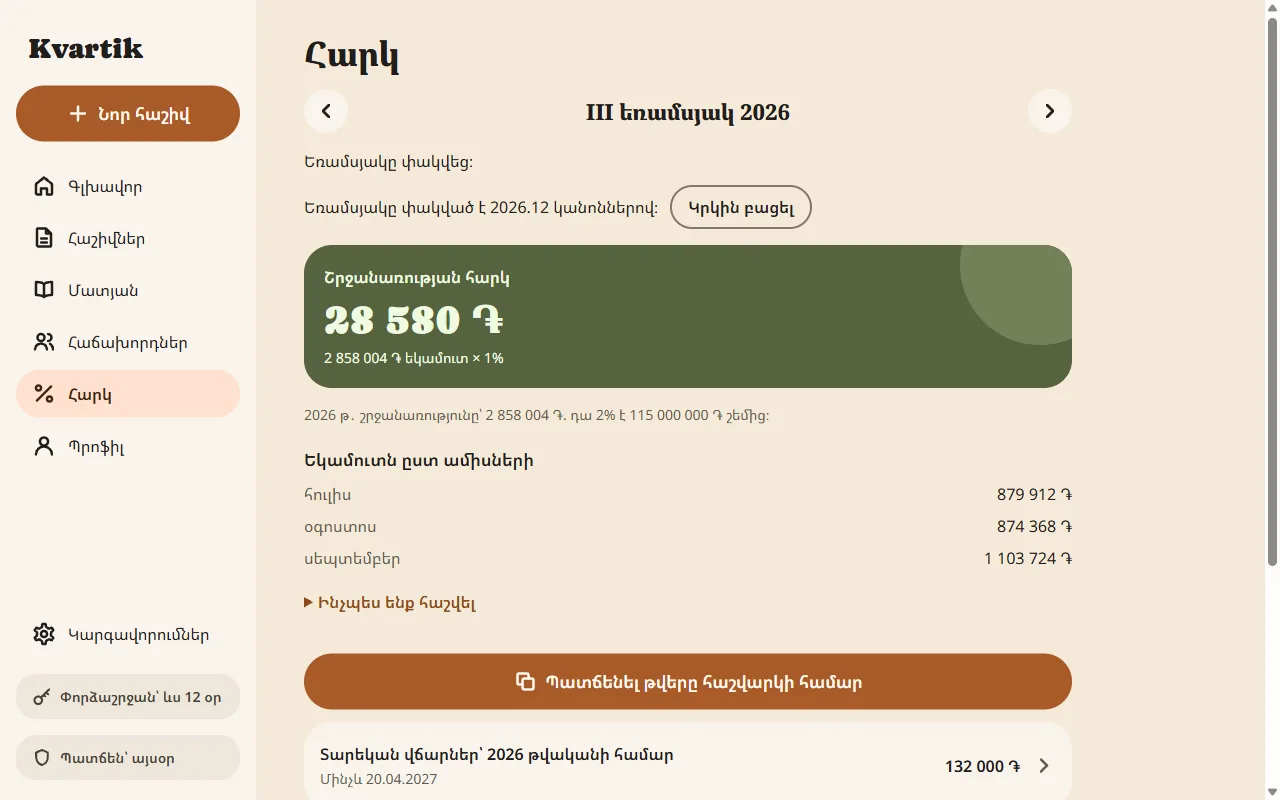 Kvartik
Նոր հաշիվ
Գլխավոր
Հաշիվներ
Մատյան
Հաճախորդներ
Հարկ
Պրոֆիլ
Կարգավորումներ
Փորձաշրջան՝ ևս 12 օր
Պատճեն՝ այսօր
Հարկ
III եռամսյակ 2026
Եռամսյակը փակվեց:
Եռամսյակը փակված է 2026.12 կանոններով: Կրկին բացել
Շրջանառության հարկ
28 580 ֏
2 858 004 ֏ եկամուտ × 1%
2026 թ. շրջանառությունը՝ 2 858 004 ֏. դա 2% է 115 000 000 ֏ շեմից:
Եկամուտն ըստ ամիսների
հուլիս 879 912 ֏
օգոստոս 874 368 ֏
սեպտեմբեր 1 103 724 ֏
Ինչպես ենք հաշվել
Պատճենել թվերը հաշվարկի համար
Տարեկան վճարներ՝ 2026 թվականի համար
132 000 ֏
Մինչև 20.04.2027